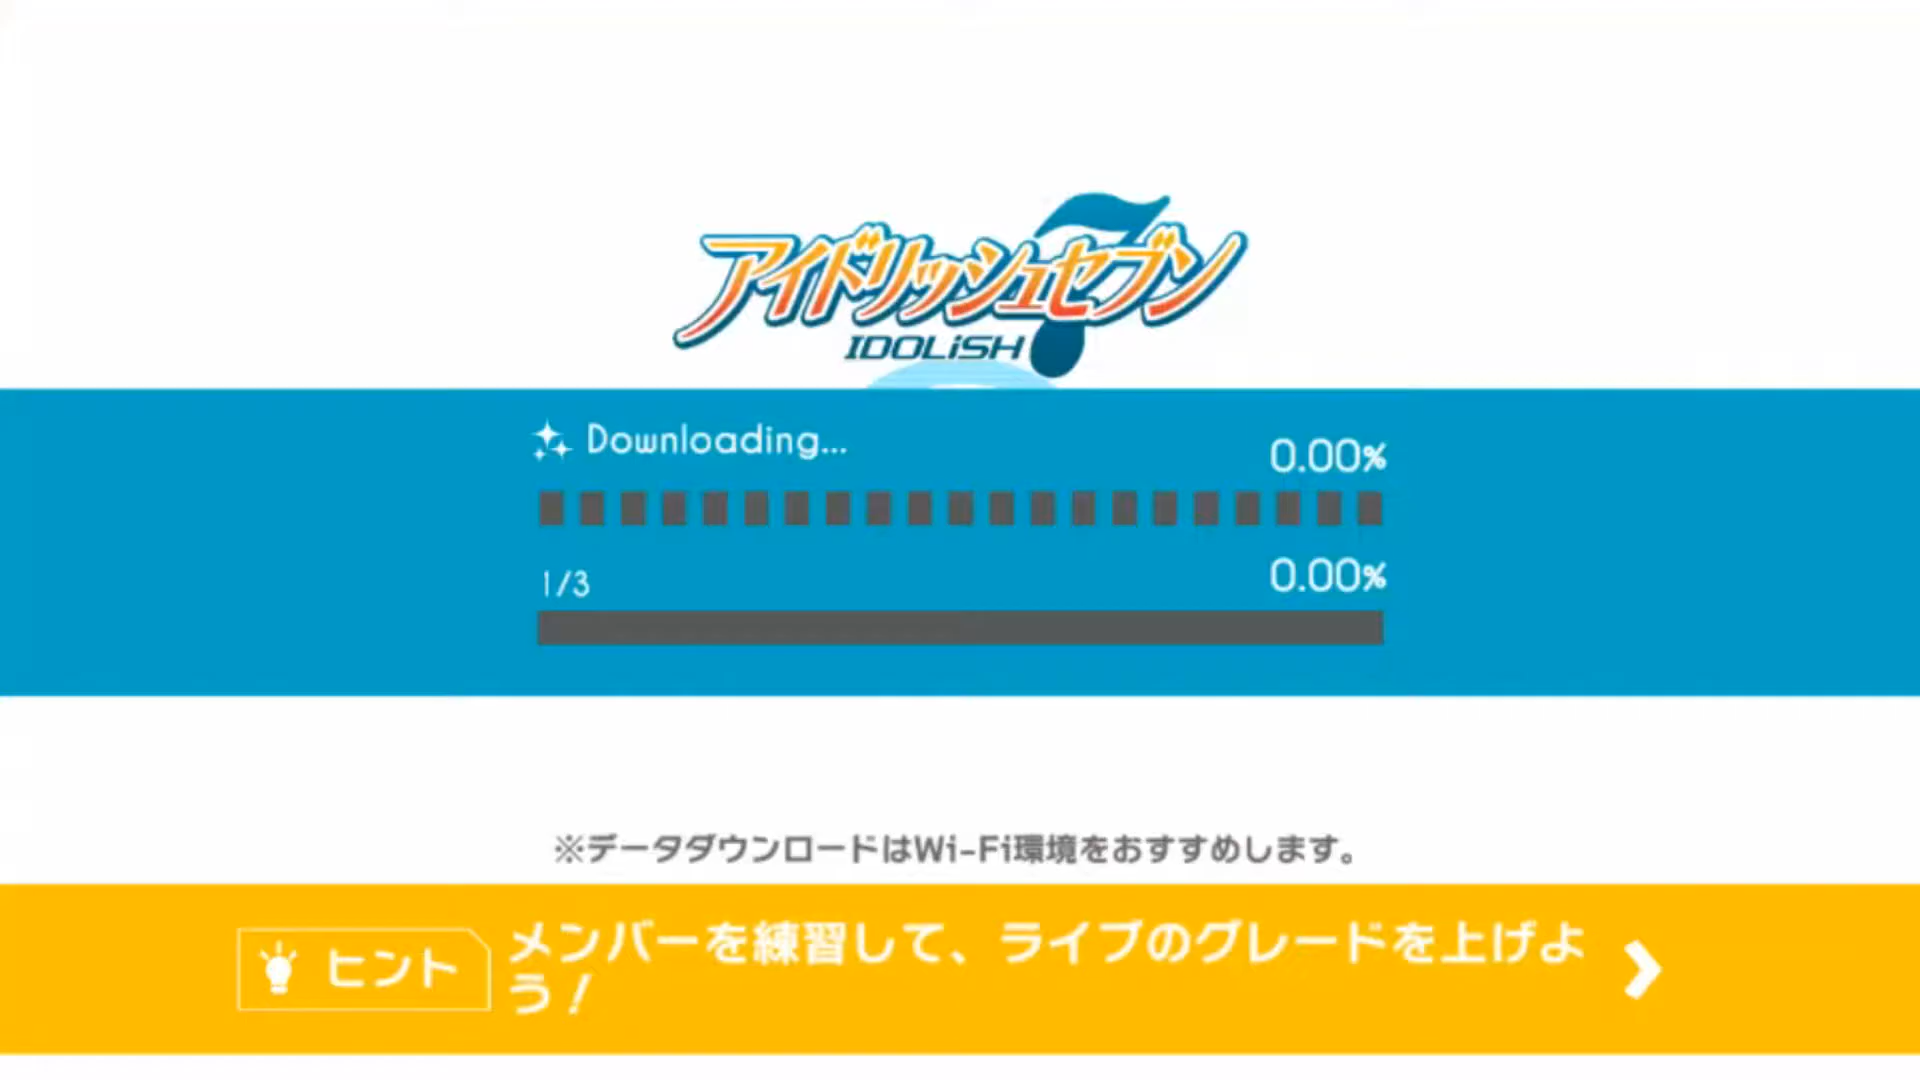 アイドリッシュセブン
IDOLiSH7
Downloading...
0.00%
1/3
0.00%
※データダウンロードはWi-Fi環境をおすすめします。
ヒント
メンバーを練習して、ライブのグレードを上げよ
う！